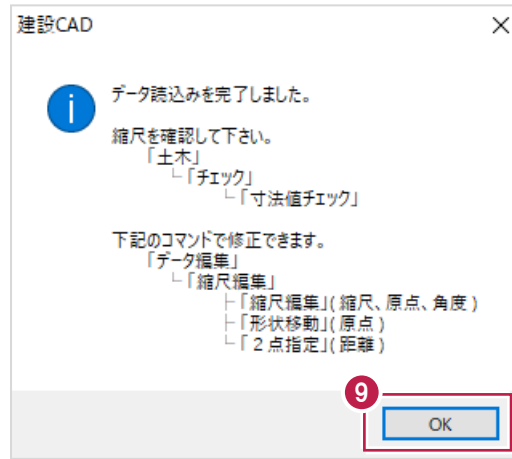 建設CAD
データ読込みを完了しました。
縮尺を確認して下さい。
「土木」
└「チェック」
└「寸法値チェック」
下記のコマンドで修正できます。
「データ編集」
└「縮尺編集」
├「縮尺編集」( 縮尺、原点、角度 )
├「形状移動」( 原点 )
└「２点指定」( 距離 )
9
OK